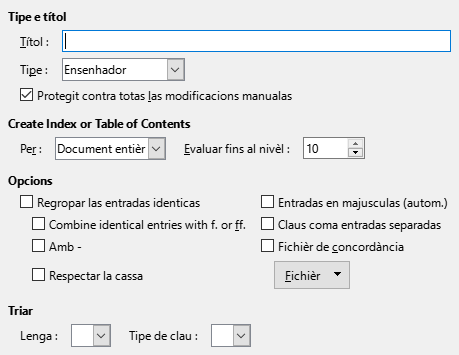 Tipe e títol
Títol :
Tipe : Ensenhador
Protegit contra totas las modificacions manualas
Create Index or Table of Contents
Per : Document entièr Evaluar fins al nivèl : 10
Opcions
Regropar las entradas identicas Entradas en majusculas (autom.)
Combine identical entries with f. or ff. Claus coma entradas separadas
Amb - Fichièr de concordància
Respectar la cassa Fichièr
Triar
Lenga : Tipe de clau :